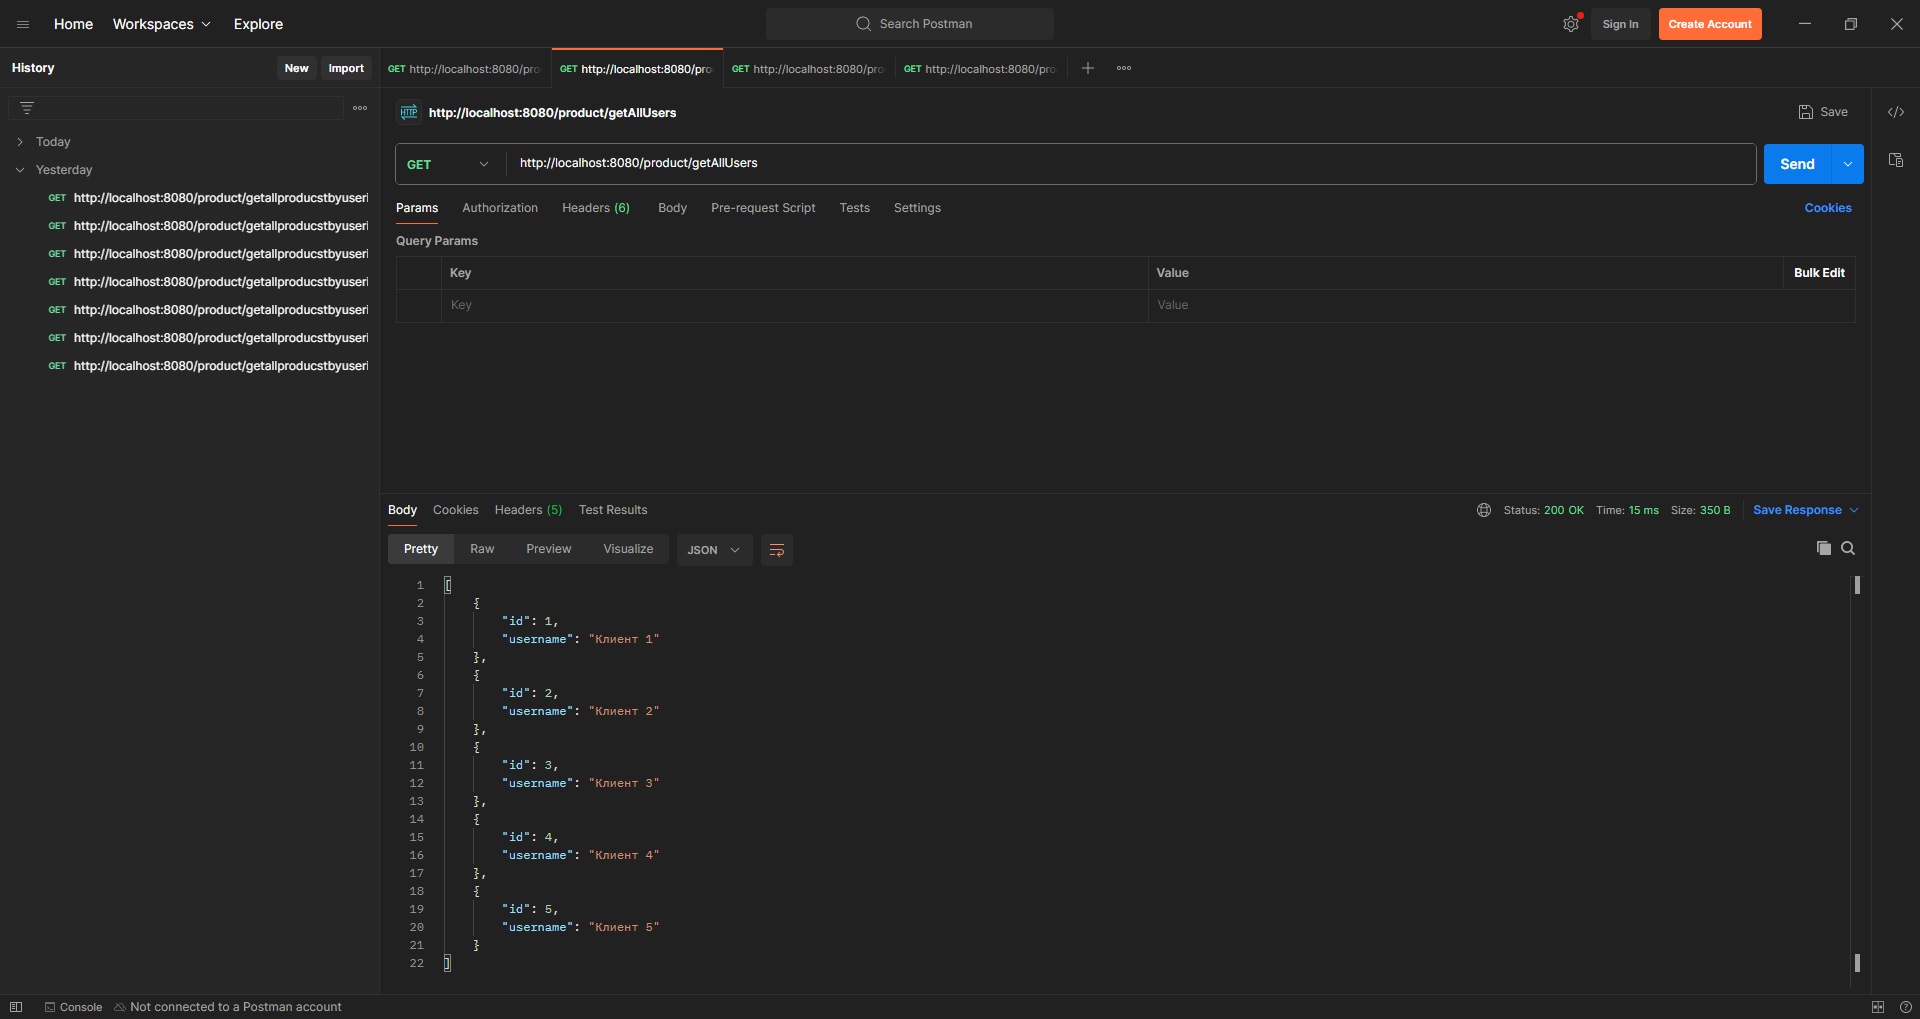 Home Workspaces Explore Search Postman Sign In Create Account
History New Import
GET http://localhost:8080/pro GET http://localhost:8080/pro GET http://localhost:8080/pro GET http://localhost:8080/pro
HTTP http://localhost:8080/product/getAllUsers Save
Today
Yesterday
GET http://localhost:8080/product/getallproducstbyuseri
GET http://localhost:8080/product/getallproducstbyuseri
GET http://localhost:8080/product/getallproducstbyuseri
GET http://localhost:8080/product/getallproducstbyuseri
GET http://localhost:8080/product/getallproducstbyuseri
GET http://localhost:8080/product/getallproducstbyuseri
GET http://localhost:8080/product/getallproducstbyuseri
GET http://localhost:8080/product/getAllUsers Send
Params Authorization Headers (6) Body Pre-request Script Tests Settings Cookies
Query Params
Key Value Bulk Edit
Key Value
Body Cookies Headers (5) Test Results Status: 200 OK Time: 15 ms Size: 350 B Save Response
Pretty Raw Preview Visualize JSON
1 [
2 {
3 "id": 1,
4 "username": "Клиент 1"
5 },
6 {
7 "id": 2,
8 "username": "Клиент 2"
9 },
10 {
11 "id": 3,
12 "username": "Клиент 3"
13 },
14 {
15 "id": 4,
16 "username": "Клиент 4"
17 },
18 {
19 "id": 5,
20 "username": "Клиент 5"
21 }
22 ]
Console Not connected to a Postman account